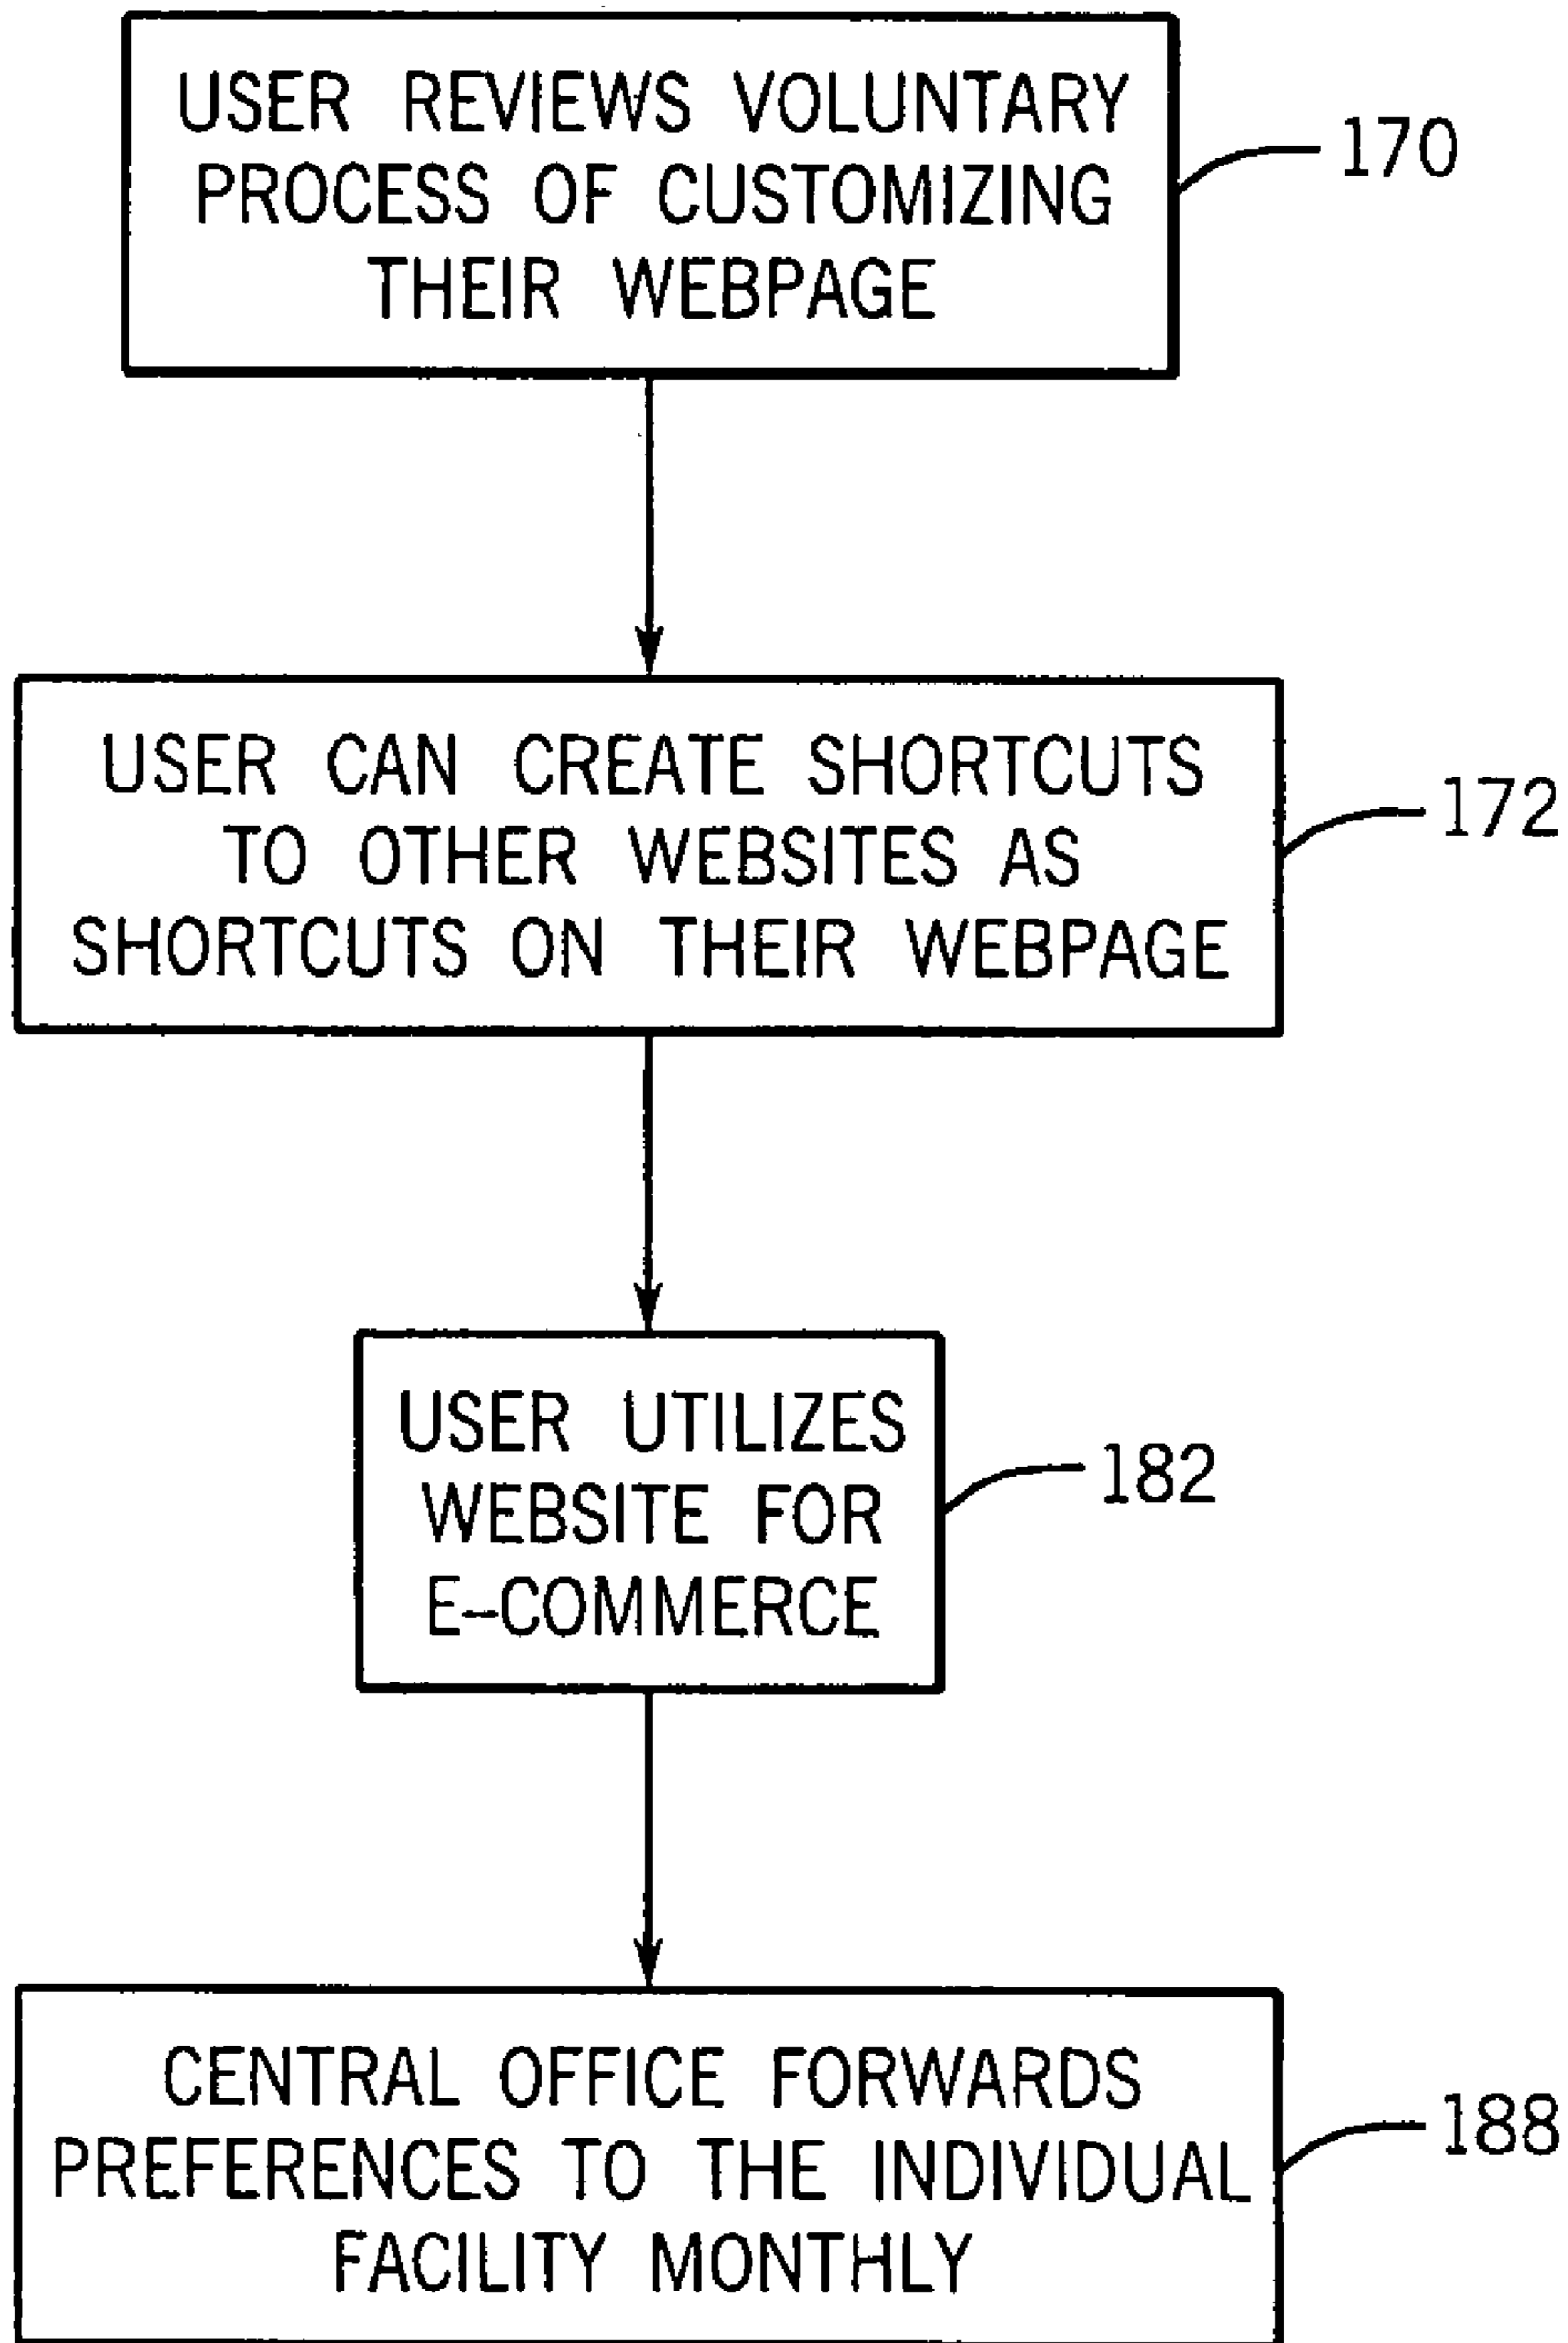 USER REVIEWS VOLUNTARY
PROCESS OF CUSTOMIZING
THEIR WEBPAGE
170
USER CAN CREATE SHORTCUTS
TO OTHER WEBSITES AS
SHORTCUTS ON THEIR WEBPAGE
172
USER UTILIZES
WEBSITE FOR
E-COMMERCE
182
CENTRAL OFFICE FORWARDS
PREFERENCES TO THE INDIVIDUAL
FACILITY MONTHLY
188